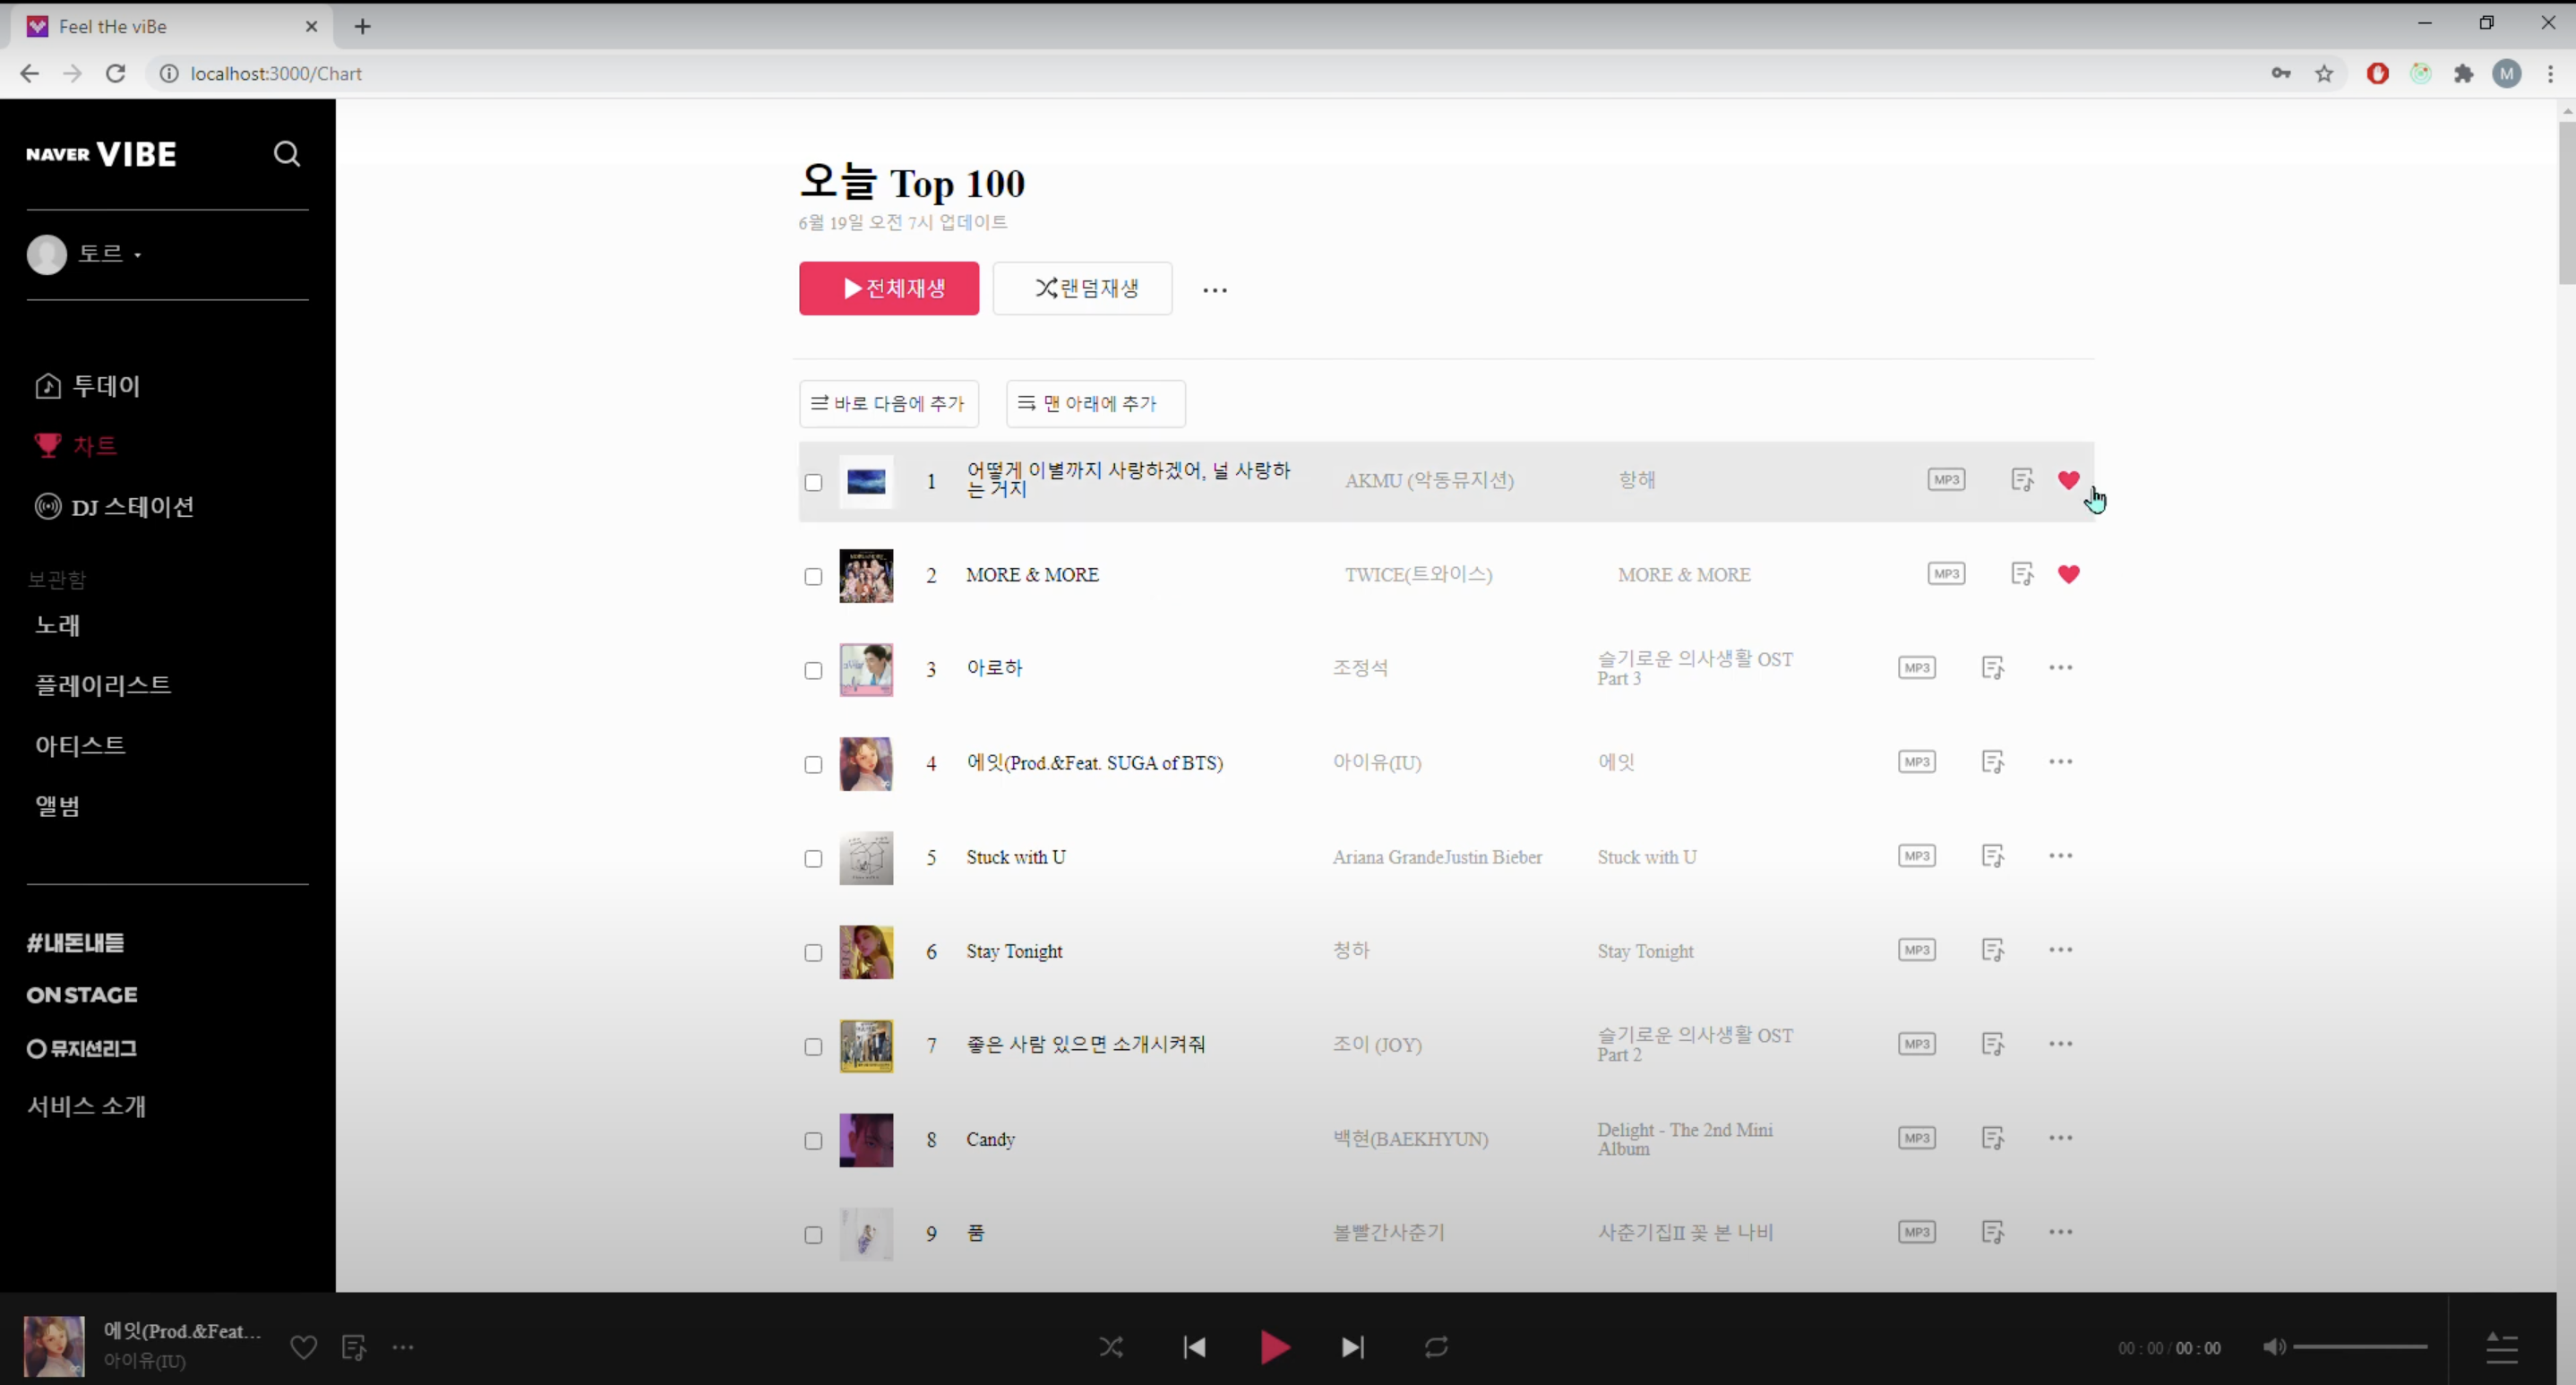 Feel tHe viBe
localhost:3000/Chart
M
NAVER VIBE
토르
투데이
차트
DJ 스테이션
보관함
노래
플레이리스트
아티스트
앨범
#내돈내듣
ON STAGE
뮤지션리그
서비스 소개
오늘 Top 100
6월 19일 오전 7시 업데이트
전체재생
랜덤재생
바로 다음에 추가
맨 아래에 추가
1 어떻게 이별까지 사랑하겠어, 널 사랑하
는 거지
AKMU (악동뮤지션)
항해
MP3
2 MORE & MORE TWICE(트와이스) MORE & MORE MP3
3 아로하 조정석
슬기로운 의사생활 OST
Part 3
MP3
4 에잇(Prod.&Feat. SUGA of BTS) 아이유(IU) 에잇 MP3
5 Stuck with U Ariana GrandeJustin Bieber Stuck with U MP3
6 Stay Tonight 청하 Stay Tonight MP3
7 좋은 사람 있으면 소개시켜줘 조이 (JOY)
슬기로운 의사생활 OST
Part 2
MP3
8 Candy 백현(BAEKHYUN)
Delight - The 2nd Mini
Album
MP3
9 품 볼빨간사춘기 사춘기집II 꽃 본 나비 MP3
에잇(Prod.&Feat...
아이유(IU)
00 : 00 / 00 : 00